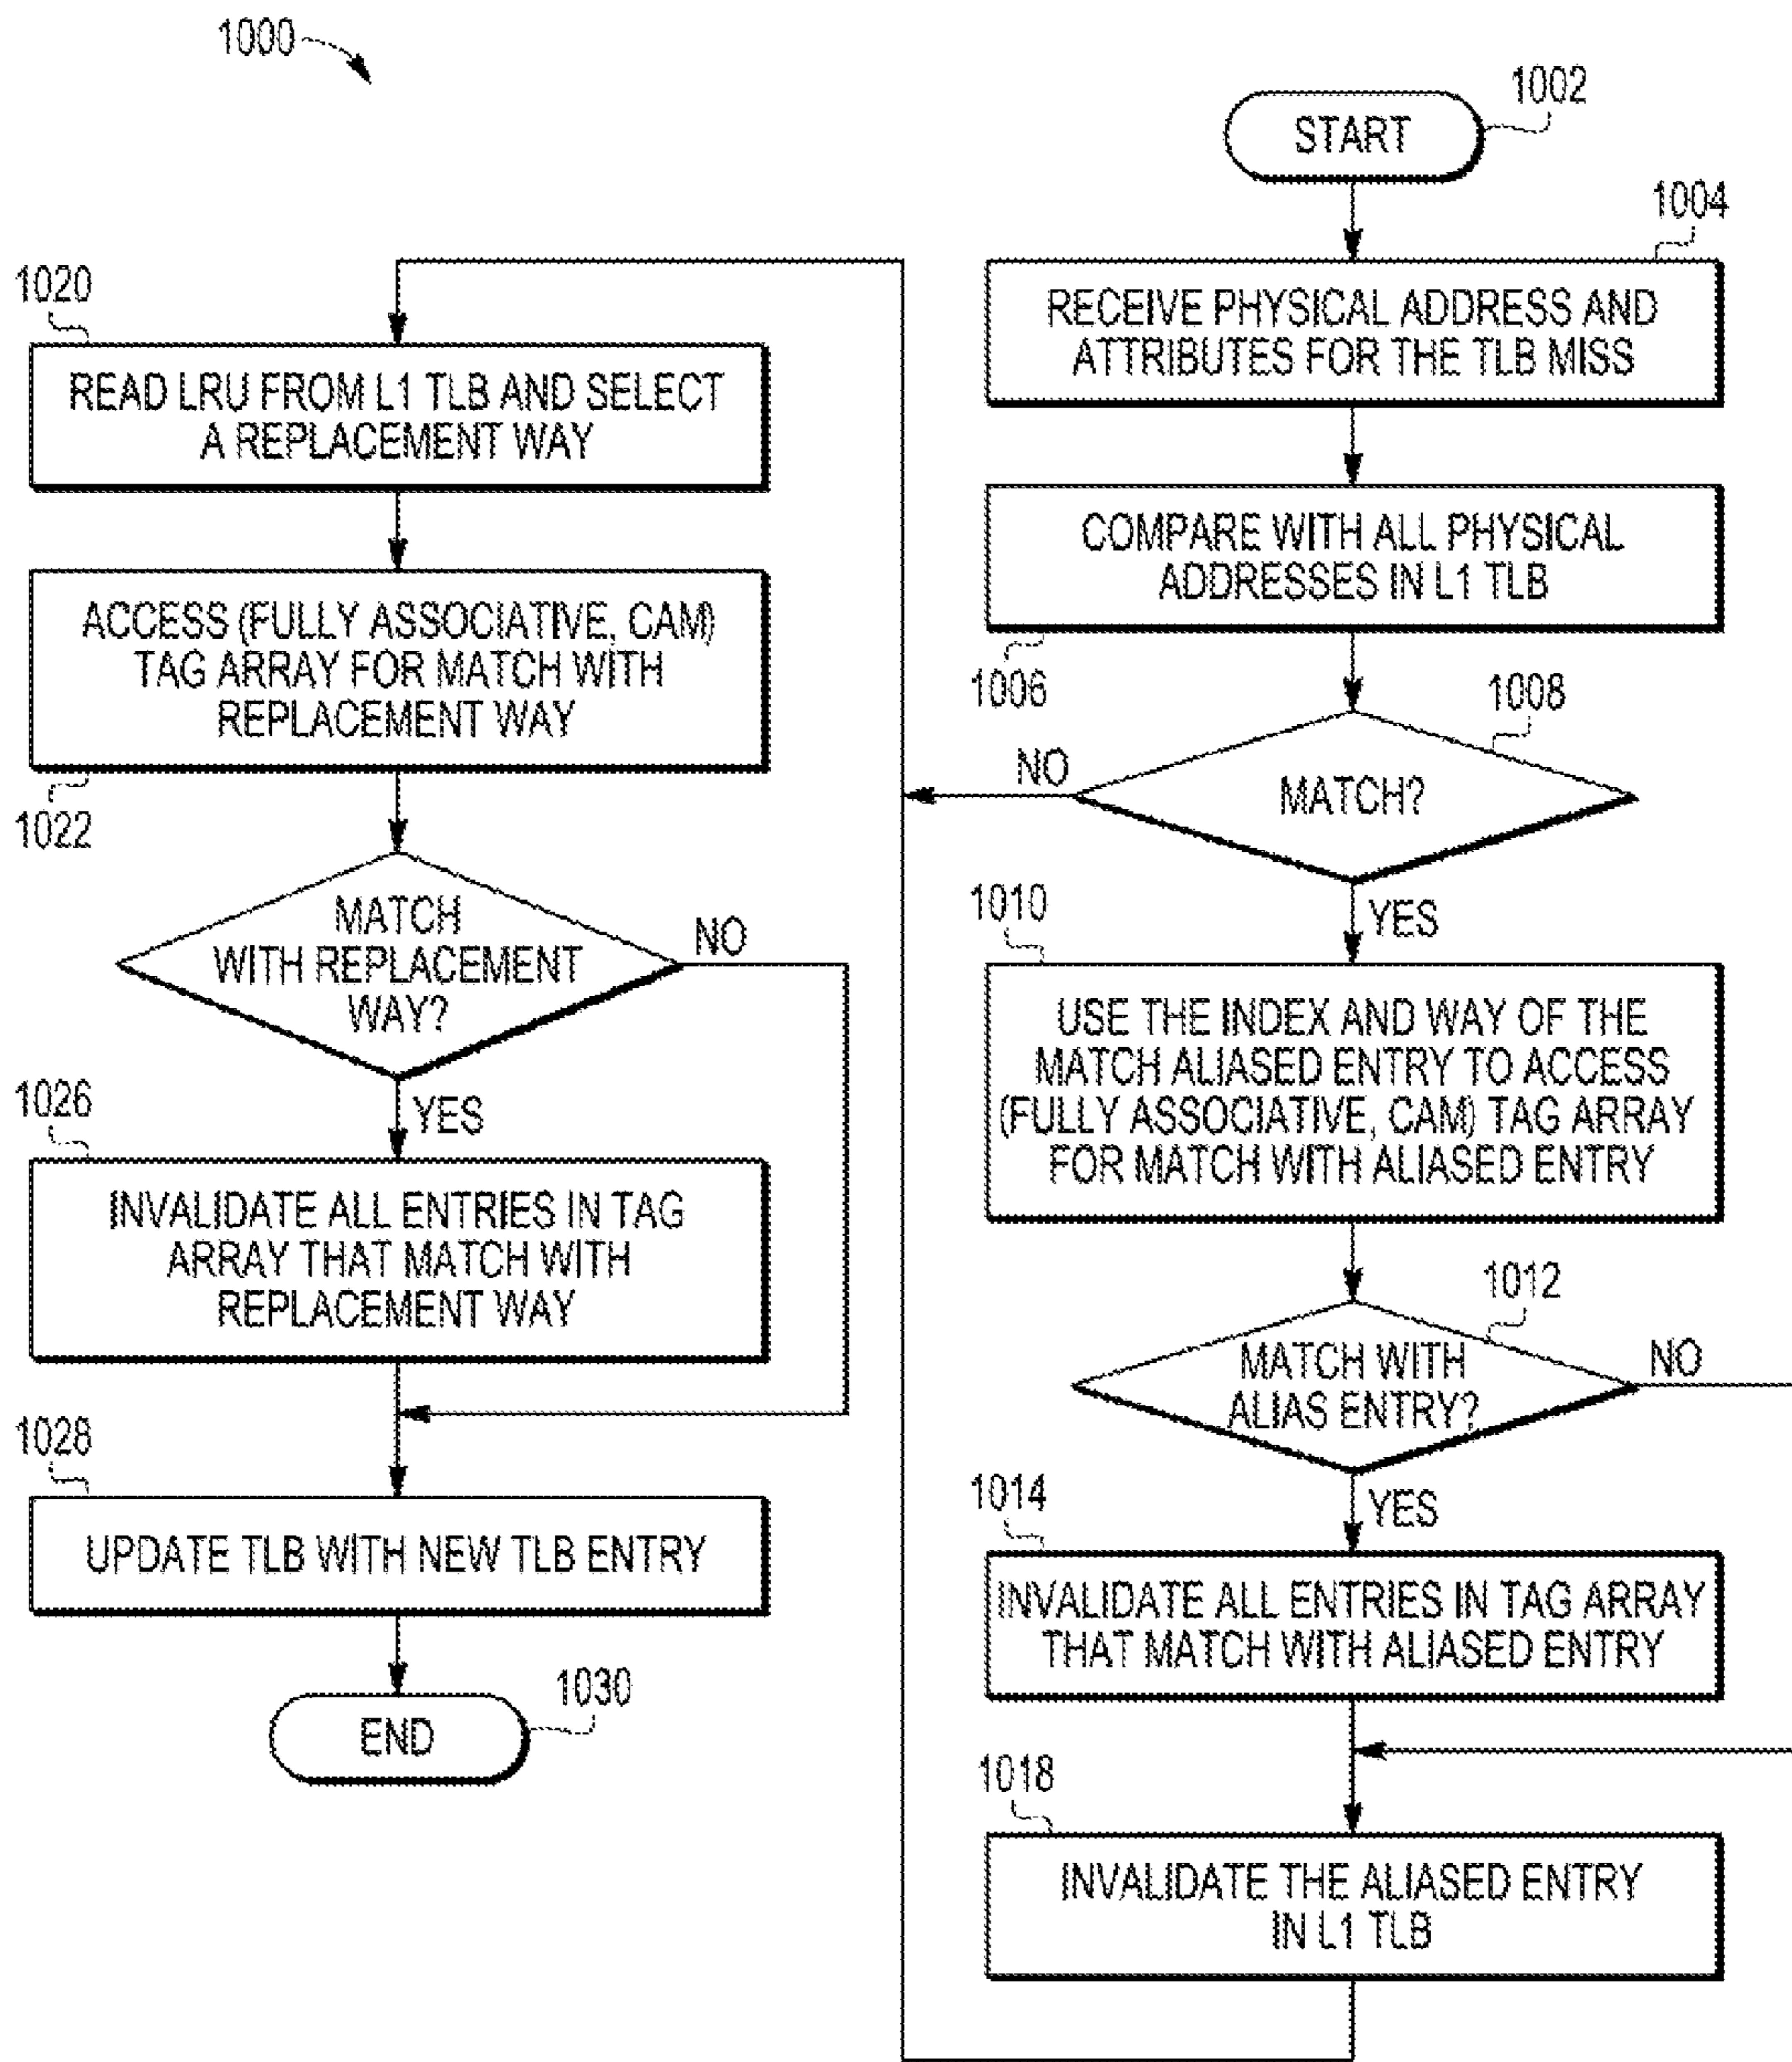 1000
START
1002
1004
RECEIVE PHYSICAL ADDRESS AND
ATTRIBUTES FOR THE TLB MISS
COMPARE WITH ALL PHYSICAL
ADDRESSES IN L1 TLB
1006
1008
MATCH?
NO
YES
1010
USE THE INDEX AND WAY OF THE
MATCH ALIASED ENTRY TO ACCESS
(FULLY ASSOCIATIVE, CAM) TAG ARRAY
FOR MATCH WITH ALIASED ENTRY
1012
MATCH WITH
ALIAS ENTRY?
NO
YES
1014
INVALIDATE ALL ENTRIES IN TAG ARRAY
THAT MATCH WITH ALIASED ENTRY
1018
INVALIDATE THE ALIASED ENTRY
IN L1 TLB
1020
READ LRU FROM L1 TLB AND SELECT
A REPLACEMENT WAY
ACCESS (FULLY ASSOCIATIVE, CAM)
TAG ARRAY FOR MATCH WITH
REPLACEMENT WAY
1022
MATCH
WITH REPLACEMENT
WAY?
NO
YES
1026
INVALIDATE ALL ENTRIES IN TAG
ARRAY THAT MATCH WITH
REPLACEMENT WAY
1028
UPDATE TLB WITH NEW TLB ENTRY
END
1030